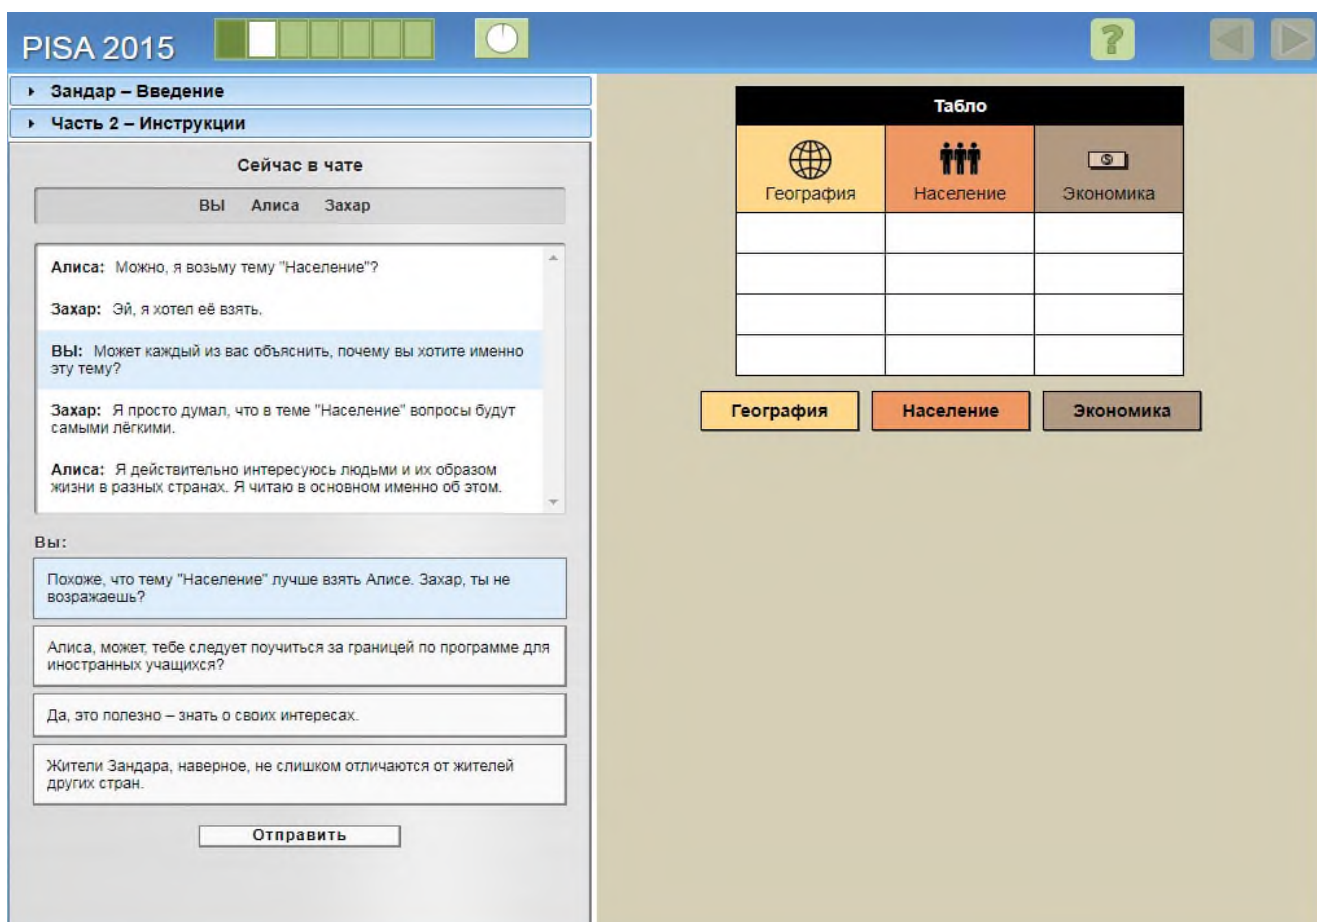 PISA 2015
?
Зандар – Введение
Часть 2 – Инструкции
Сейчас в чате
ВЫ Алиса Захар
Алиса: Можно, я возьму тему "Население"?
Захар: Эй, я хотел её взять.
ВЫ: Может каждый из вас объяснить, почему вы хотите именно
эту тему?
Захар: Я просто думал, что в теме "Население" вопросы будут
самыми лёгкими.
Алиса: Я действительно интересуюсь людьми и их образом
жизни в разных странах. Я читаю в основном именно об этом.
Вы:
Похоже, что тему "Население" лучше взять Алисе. Захар, ты не
возражаешь?
Алиса, может, тебе следует поучиться за границей по программе для
иностранных учащихся?
Да, это полезно – знать о своих интересах.
Жители Зандара, наверное, не слишком отличаются от жителей
других стран.
Отправить
Табло
География Население Экономика
География Население Экономика